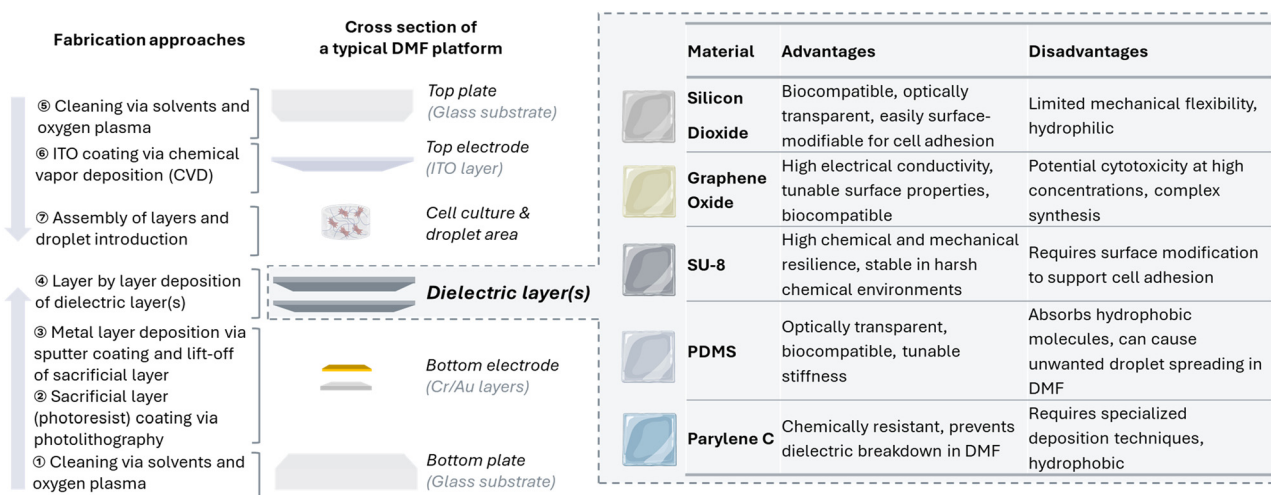 Fabrication approaches
Cross section of
a typical DMF platform
⑤ Cleaning via solvents and
oxygen plasma
⑥ ITO coating via chemical
vapor deposition (CVD)
⑦ Assembly of layers and
droplet introduction
④ Layer by layer deposition
of dielectric layer(s)
③ Metal layer deposition via
sputter coating and lift-off
of sacrificial layer
② Sacrificial layer
(photoresist) coating via
photolithography
① Cleaning via solvents and
oxygen plasma
Top plate
(Glass substrate)
Top electrode
(ITO layer)
Cell culture &
droplet area
Dielectric layer(s)
Bottom electrode
(Cr/Au layers)
Bottom plate
(Glass substrate)
Material
Advantages
Disadvantages
Silicon
Dioxide
Biocompatible, optically
transparent, easily surface-
modifiable for cell adhesion
Limited mechanical flexibility,
hydrophilic
Graphene
Oxide
High electrical conductivity,
tunable surface properties,
biocompatible
Potential cytotoxicity at high
concentrations, complex
synthesis
SU-8
High chemical and mechanical
resilience, stable in harsh
chemical environments
Requires surface modification
to support cell adhesion
PDMS
Optically transparent,
biocompatible, tunable
stiffness
Absorbs hydrophobic
molecules, can cause
unwanted droplet spreading in
DMF
Parylene C
Chemically resistant, prevents
dielectric breakdown in DMF
Requires specialized
deposition techniques,
hydrophobic